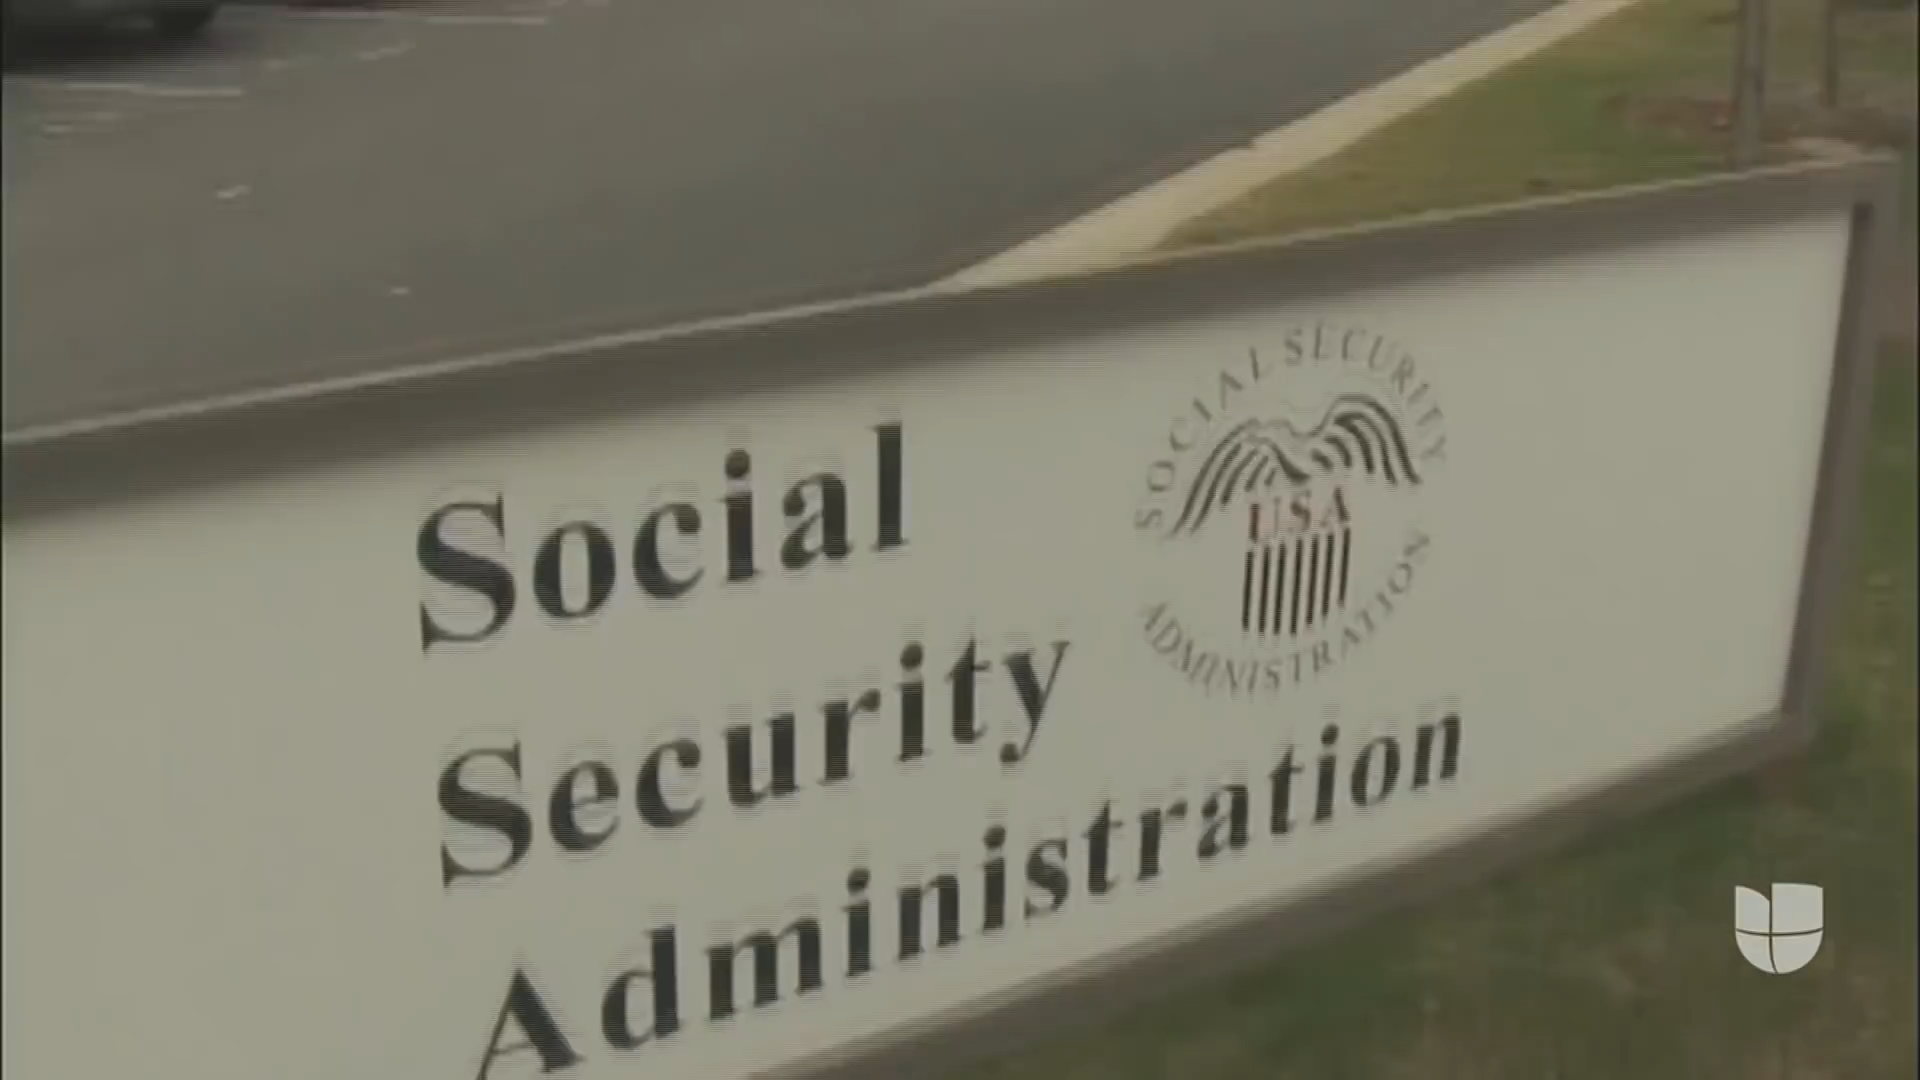 Social
Security
Administration
SOCIAL SECURITY
USA
ADMINISTRATION